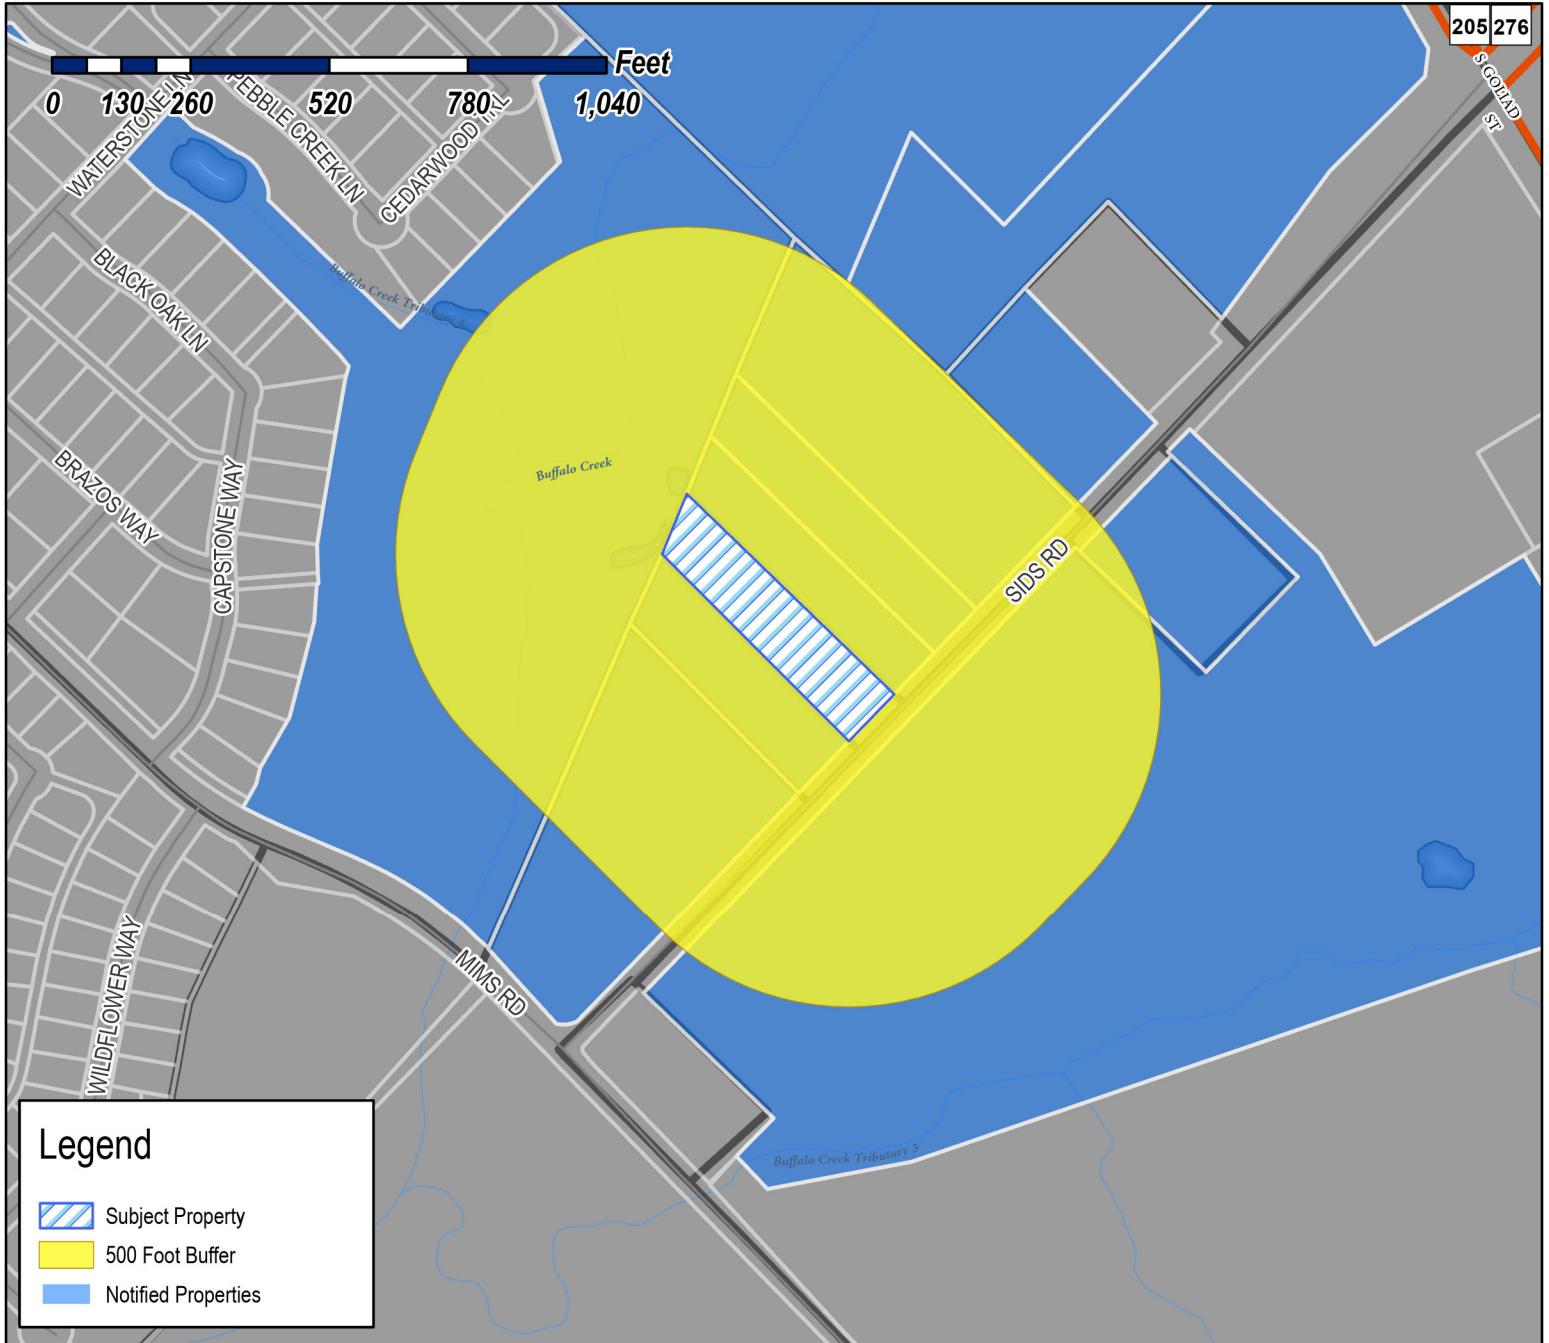 205 276
S GOLIAD ST
Feet
0 130 260 520 780 1,040
WATERSTONE LN
PEBBLE CREEK LN
CEDARWOOD TRL
BLACK OAK LN
Buffalo Creek
BRAZOS WAY
CAPSTONE WAY
SIDS RD
WILDFLOWER WAY
MIMS RD
Buffalo Creek Tributary 3
Legend
Subject Property
500 Foot Buffer
Notified Properties